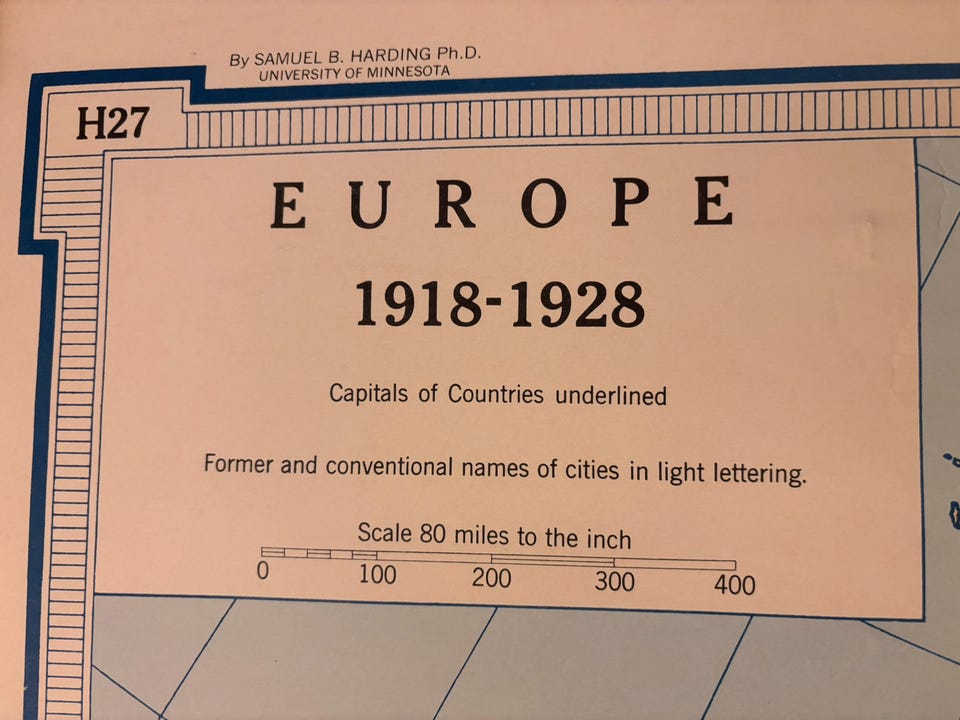 By SAMUEL B. HARDING Ph.D.
UNIVERSITY OF MINNESOTA
H27
EUROPE
1918-1928
Capitals of Countries underlined
Former and conventional names of cities in light lettering.
Scale 80 miles to the inch
0 100 200 300 400